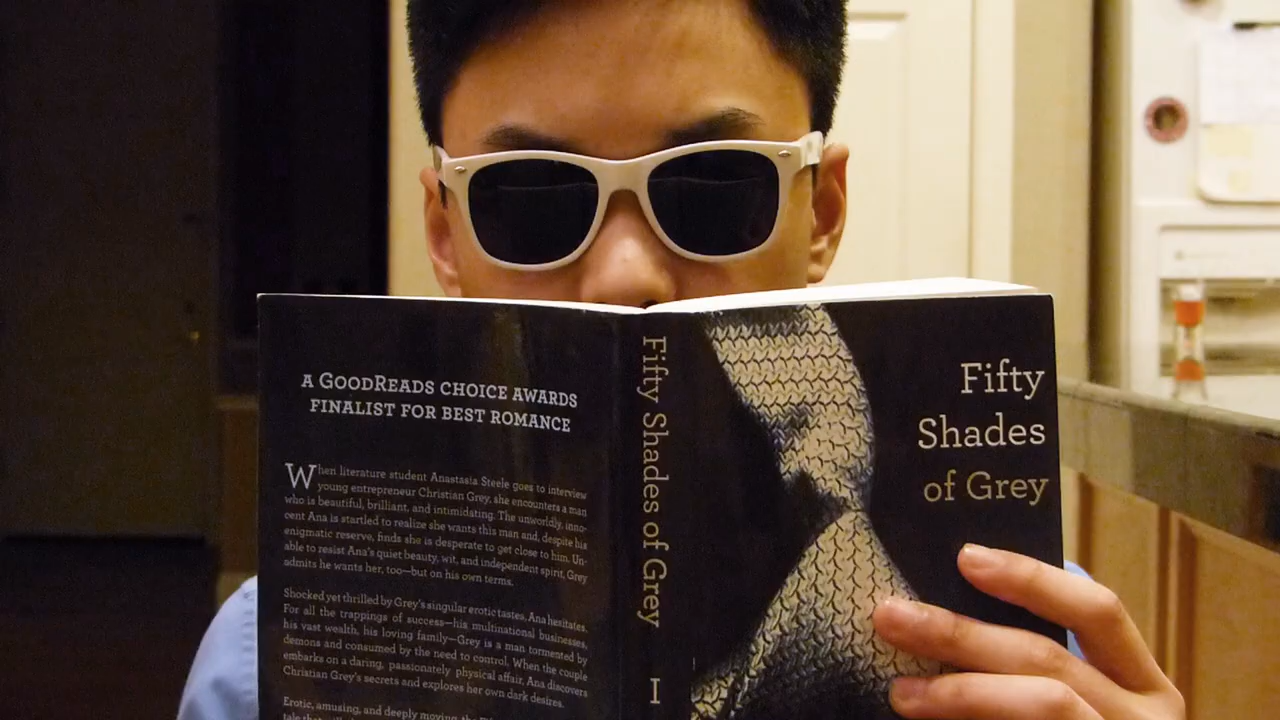 A GOODREADS CHOICE AWARDS
FINALIST FOR BEST ROMANCE
When literature student Anastasia Steele goes to interview
young entrepreneur Christian Grey, she encounters a man
who is beautiful, brilliant, and intimidating. The unworldly, inno-
cent Ana is startled to realize she wants this man and, despite his
enigmatic reserve, finds she is desperate to get close to him. Un-
able to resist Ana's quiet beauty, wit, and independent spirit, Grey
admits he wants her, too—but on his own terms.
Shocked yet thrilled by Grey's singular erotic tastes, Ana hesitates.
For all the trappings of success—his multinational businesses,
his vast wealth, his loving family—Grey is a man tormented by
demons and consumed by the need to control. When the couple
embarks on a daring, passionately physical affair, Ana discovers
Christian Grey's secrets and explores her own dark desires.
Erotic, amusing, and deeply moving, the
tale that
Fifty Shades of Grey
I
Fifty
Shades
of Grey